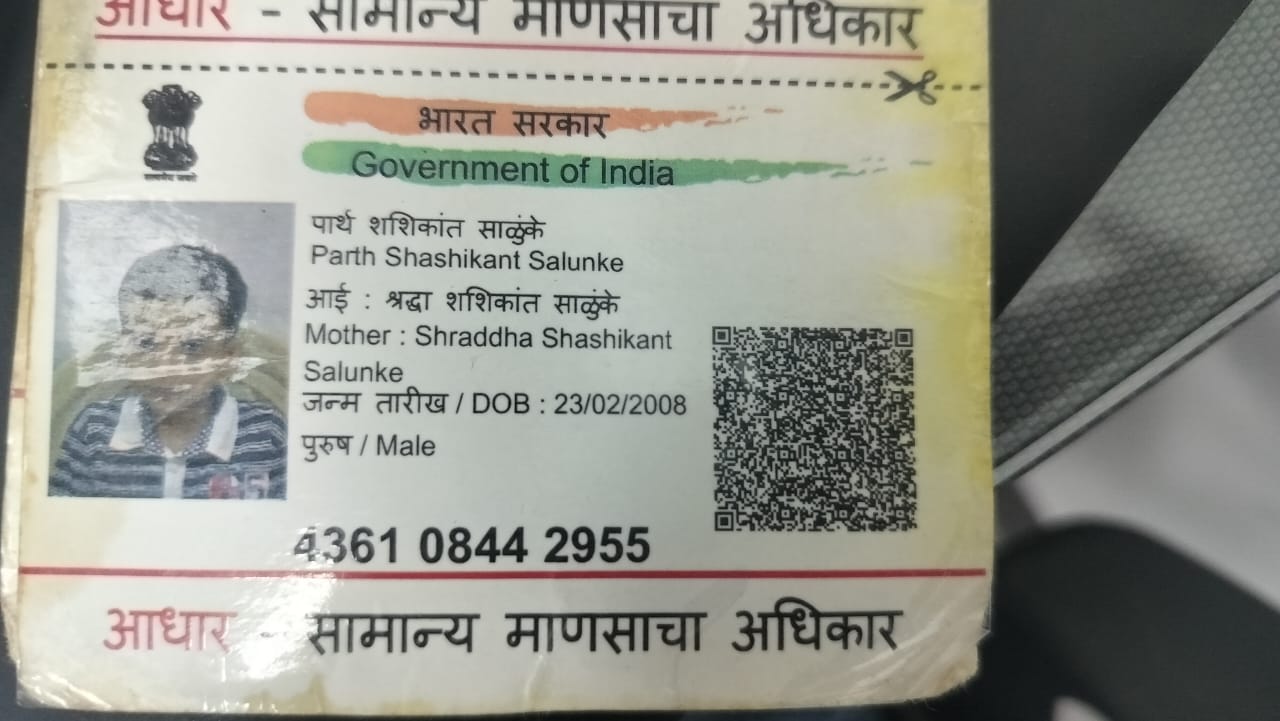 आधार - सामान्य माणसाचा अधिकार
भारत सरकार
Government of India
पार्थ शशिकांत साळुंके
Parth Shashikant Salunke
आई : श्रद्धा शशिकांत साळुंके
Mother : Shraddha Shashikant
Salunke
जन्म तारीख / DOB : 23/02/2008
पुरुष / Male
4361 0844 2955
आधार - सामान्य माणसाचा अधिकार